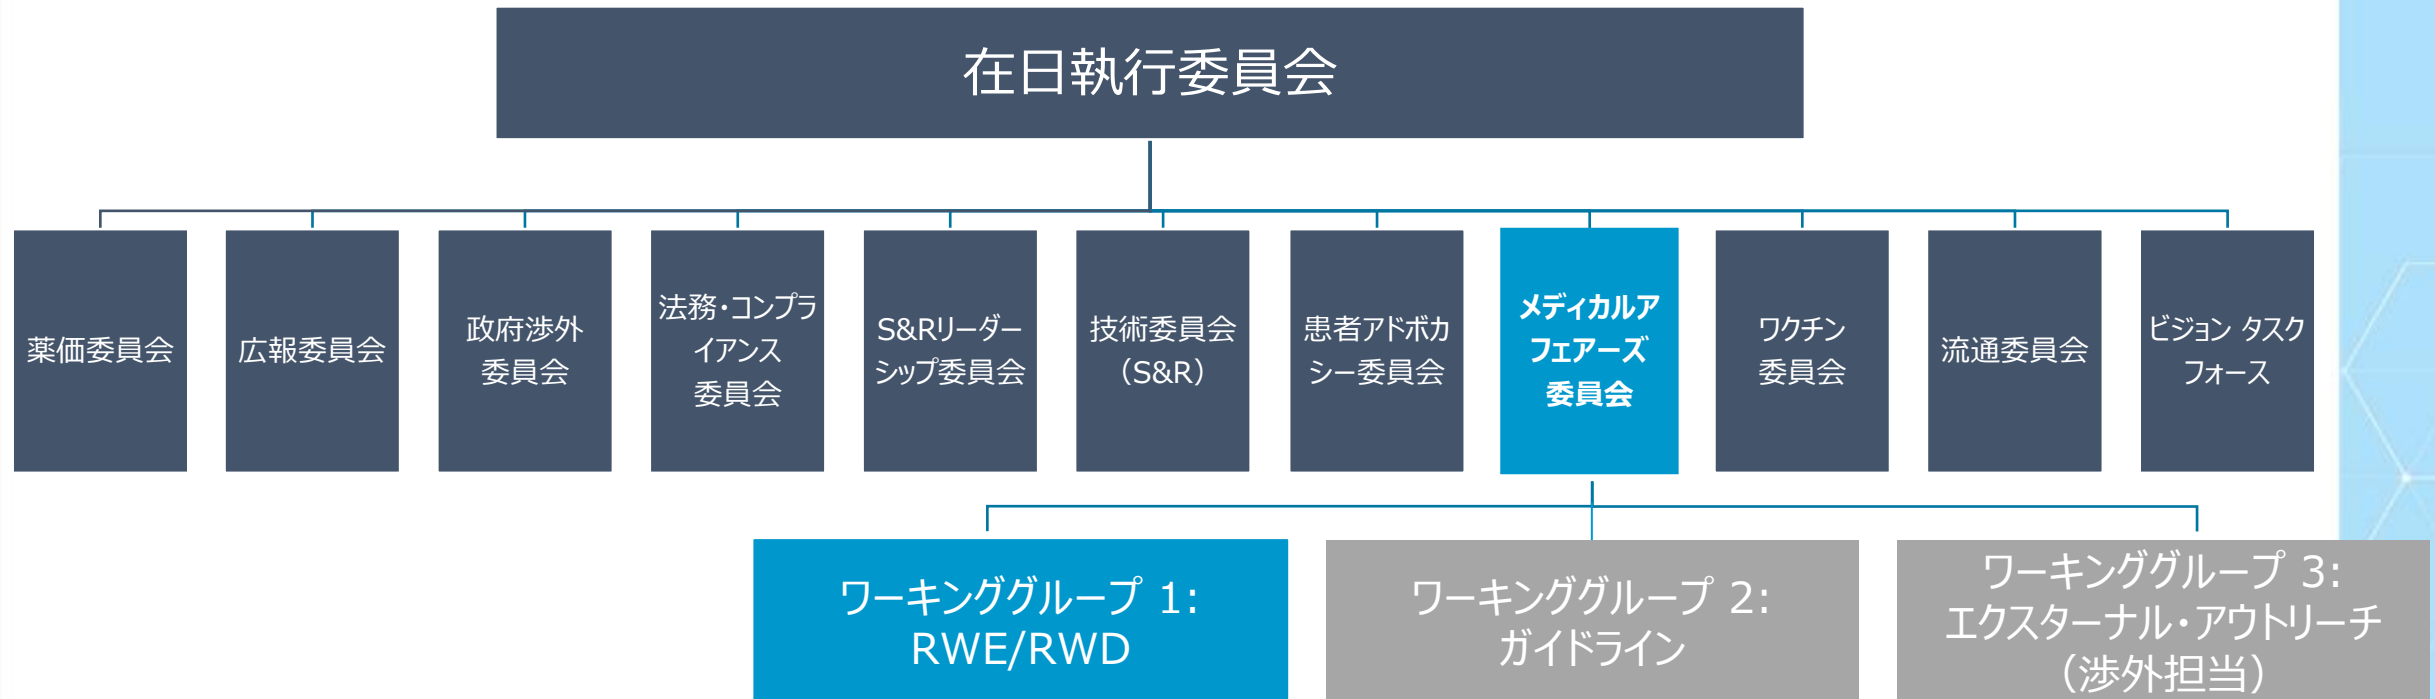 在日執行委員会
薬価委員会
広報委員会
政府渉外
委員会
法務・コンプラ
イアンス
委員会
S&Rリーダー
シップ委員会
技術委員会
（S&R）
患者アドボカ
シー委員会
メディカルア
フェアーズ
委員会
ワクチン
委員会
流通委員会
ビジョン タスク
フォース
ワーキンググループ 1:
RWE/RWD
ワーキンググループ 2:
ガイドライン
ワーキンググループ 3:
エクスターナル・アウトリーチ
（渉外担当）